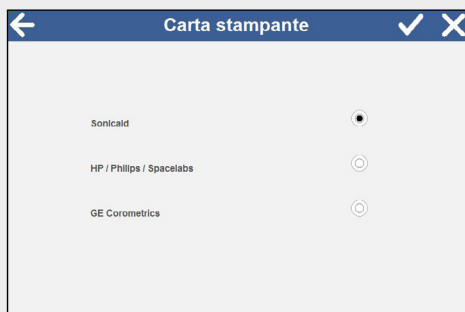 Carta stampante
Sonicaid
HP / Philips / Spacelabs
GE Corometrics